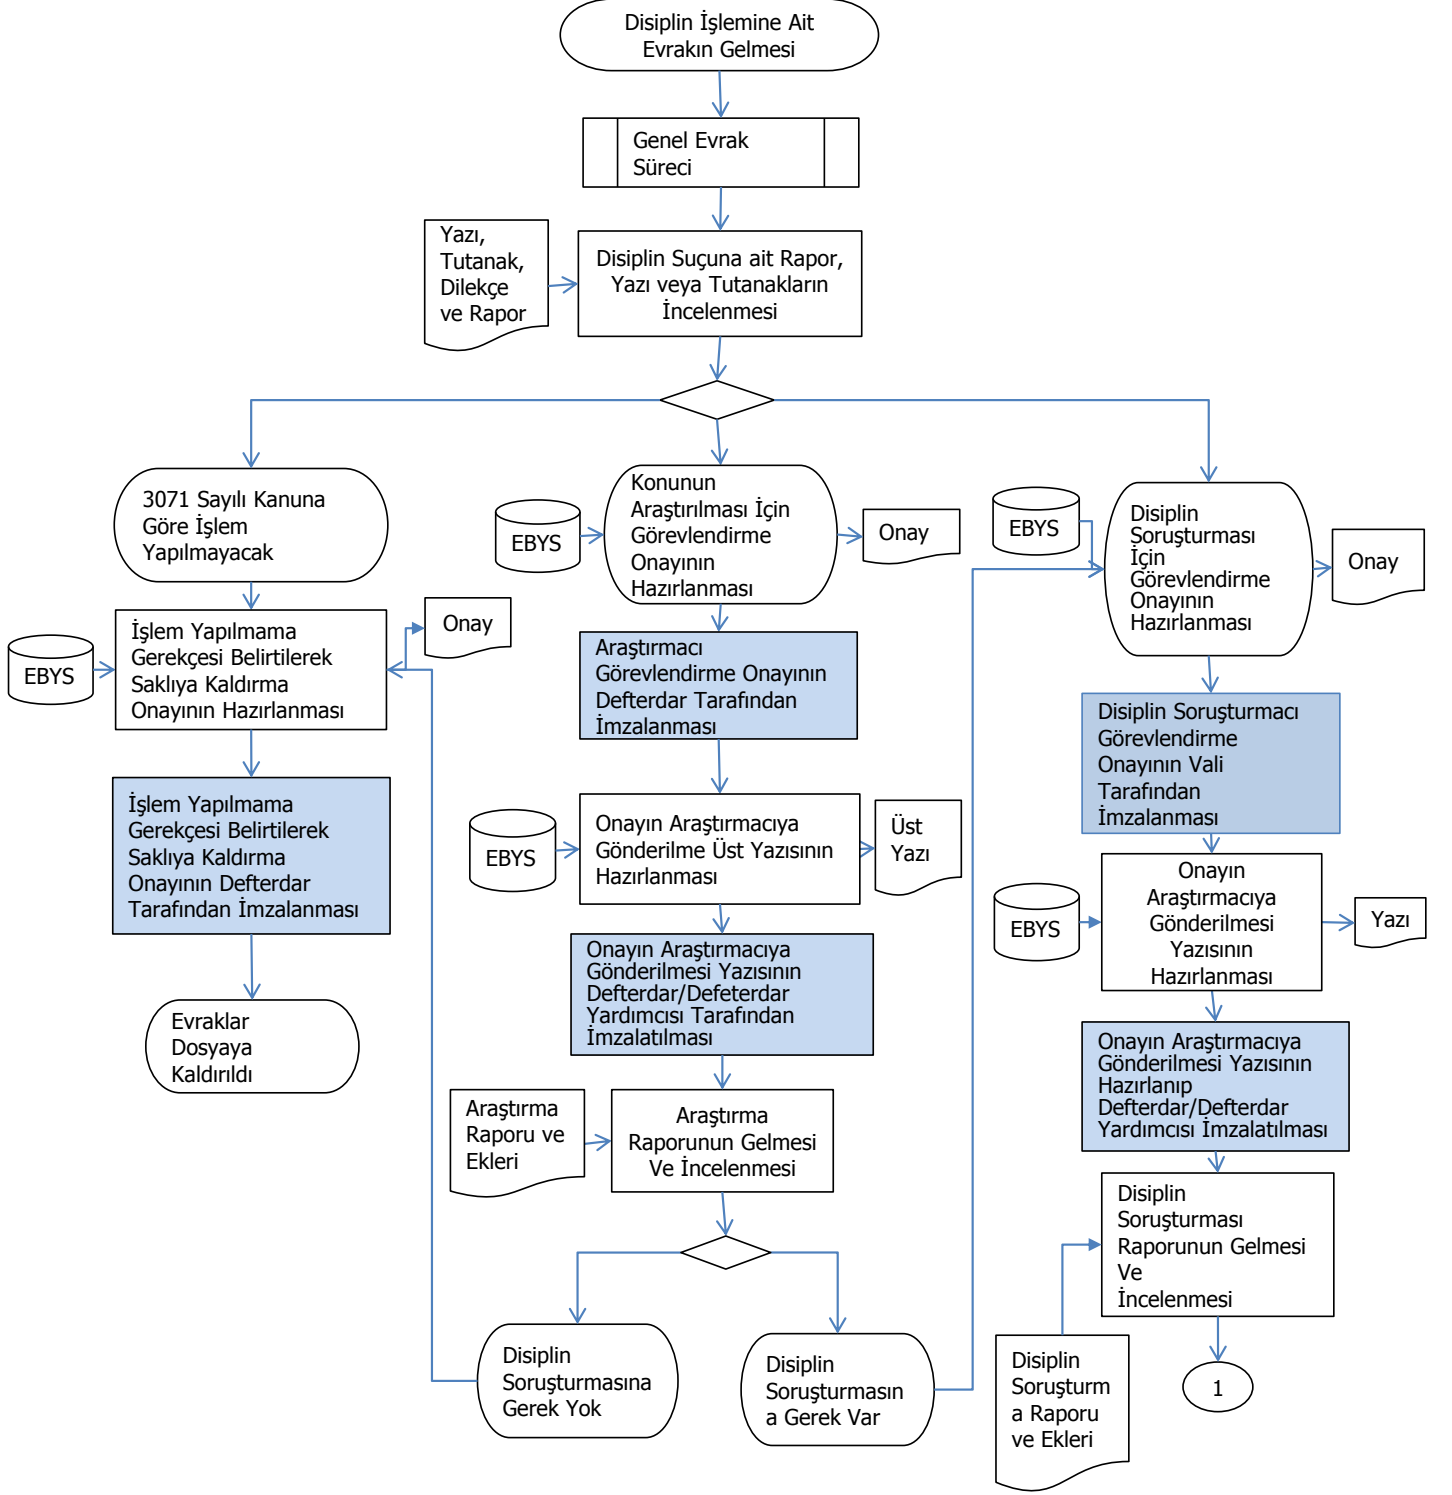 Disiplin İşlemine Ait
Evrakın Gelmesi
Genel Evrak
Süreci
Yazı,
Tutanak,
Dilekçe
ve Rapor
Disiplin Suçuna ait Rapor,
Yazı veya Tutanakların
İncelenmesi
3071 Sayılı Kanuna
Göre İşlem
Yapılmayacak
EBYS
İşlem Yapılmama
Gerekçesi Belirtilerek
Saklıya Kaldırma
Onayının Hazırlanması
Onay
İşlem Yapılmama
Gerekçesi Belirtilerek
Saklıya Kaldırma
Onayının Defterdar
Tarafından İmzalanması
Evraklar
Dosyaya
Kaldırıldı
EBYS
Konunun
Araştırılması İçin
Görevlendirme
Onayının
Hazırlanması
Onay
Araştırmacı
Görevlendirme Onayının
Defterdar Tarafından
İmzalanması
EBYS
Onayın Araştırmacıya
Gönderilme Üst Yazısının
Hazırlanması
Üst
Yazı
Onayın Araştırmacıya
Gönderilmesi Yazısının
Defterdar/Defeterdar
Yardımcısı Tarafından
İmzalatılması
Araştırma
Raporu ve
Ekleri
Araştırma
Raporunun Gelmesi
Ve İncelenmesi
Disiplin
Soruşturmasına
Gerek Yok
Disiplin
Soruşturmasın
a Gerek Var
EBYS
Disiplin
Soruşturması
İçin
Görevlendirme
Onayının
Hazırlanması
Onay
Disiplin Soruşturmacı
Görevlendirme
Onayının Vali
Tarafından
İmzalanması
EBYS
Onayın
Araştırmacıya
Gönderilmesi
Yazısının
Hazırlanması
Yazı
Onayın Araştırmacıya
Gönderilmesi Yazısının
Hazırlanıp
Defterdar/Defterdar
Yardımcısı İmzalatılması
Disiplin
Soruşturması
Raporunun Gelmesi
Ve
İncelenmesi
Disiplin
Soruşturm
a Raporu
ve Ekleri
1